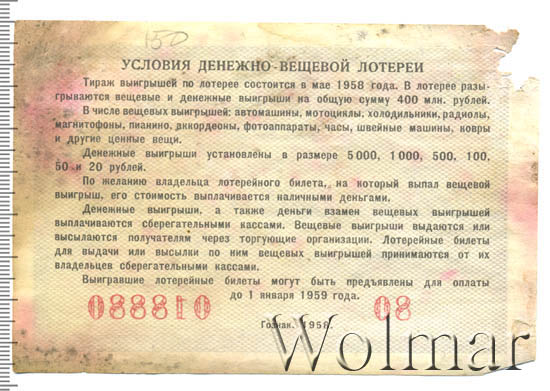 150
УСЛОВИЯ ДЕНЕЖНО-ВЕЩЕВОЙ ЛОТЕРЕИ
Тираж выигрышей по лотерее состоится в мае 1958 года. В лотерее разы-
грываются вещевые и денежные выигрыши на общую сумму 400 млн. рублей.
В числе вещевых выигрышей: автомашины, мотоциклы, холодильники, радиолы,
магнитофоны, пианино, аккордеоны, фотоаппараты, часы, швейные машины, ковры
и другие ценные вещи.
Денежные выигрыши установлены в размере 5 000, 1 000, 500, 100,
50 и 20 рублей.
По желанию владельца лотерейного билета, на который выпал вещевой
выигрыш, его стоимость выплачивается наличными деньгами.
Денежные выигрыши, а также деньги взамен вещевых выигрышей
выплачиваются сберегательными кассами. Вещевые выигрыши выдаются или
высылаются получателям через торгующие организации. Лотерейные билеты
для выдачи или высылки по ним вещевых выигрышей принимаются от их
владельцев сберегательными кассами.
Выигравшие лотерейные билеты могут быть предъявлены для оплаты
до 1 января 1959 года.
08
Гознак. 1958.
Wolmar